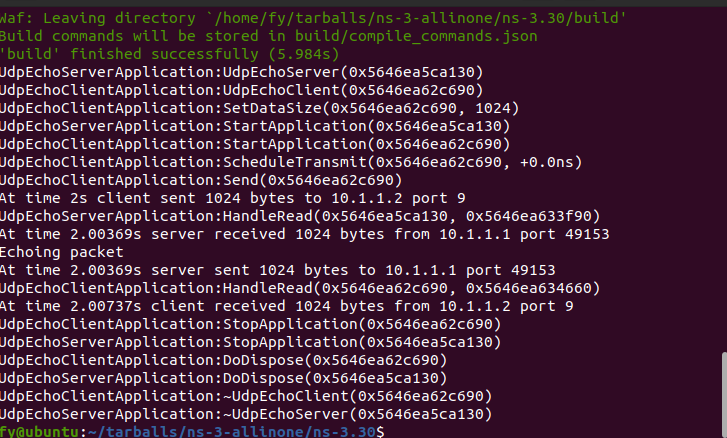 Waf: Leaving directory `/home/fy/tarballs/ns-3-allinone/ns-3.30/build'
Build commands will be stored in build/compile_commands.json
'build' finished successfully (5.984s)
UdpEchoServerApplication:UdpEchoServer(0x5646ea5ca130)
UdpEchoClientApplication:UdpEchoClient(0x5646ea62c690)
UdpEchoClientApplication:SetDataSize(0x5646ea62c690, 1024)
UdpEchoServerApplication:StartApplication(0x5646ea5ca130)
UdpEchoClientApplication:StartApplication(0x5646ea62c690)
UdpEchoClientApplication:ScheduleTransmit(0x5646ea62c690, +0.0ns)
UdpEchoClientApplication:Send(0x5646ea62c690)
At time 2s client sent 1024 bytes to 10.1.1.2 port 9
UdpEchoServerApplication:HandleRead(0x5646ea5ca130, 0x5646ea633f90)
At time 2.00369s server received 1024 bytes from 10.1.1.1 port 49153
Echoing packet
At time 2.00369s server sent 1024 bytes to 10.1.1.1 port 49153
UdpEchoClientApplication:HandleRead(0x5646ea62c690, 0x5646ea634660)
At time 2.00737s client received 1024 bytes from 10.1.1.2 port 9
UdpEchoClientApplication:StopApplication(0x5646ea62c690)
UdpEchoServerApplication:StopApplication(0x5646ea5ca130)
UdpEchoClientApplication:DoDispose(0x5646ea62c690)
UdpEchoServerApplication:DoDispose(0x5646ea5ca130)
UdpEchoClientApplication:~UdpEchoClient(0x5646ea62c690)
UdpEchoServerApplication:~UdpEchoServer(0x5646ea5ca130)
fy@ubuntu:~/tarballs/ns-3-allinone/ns-3.30$